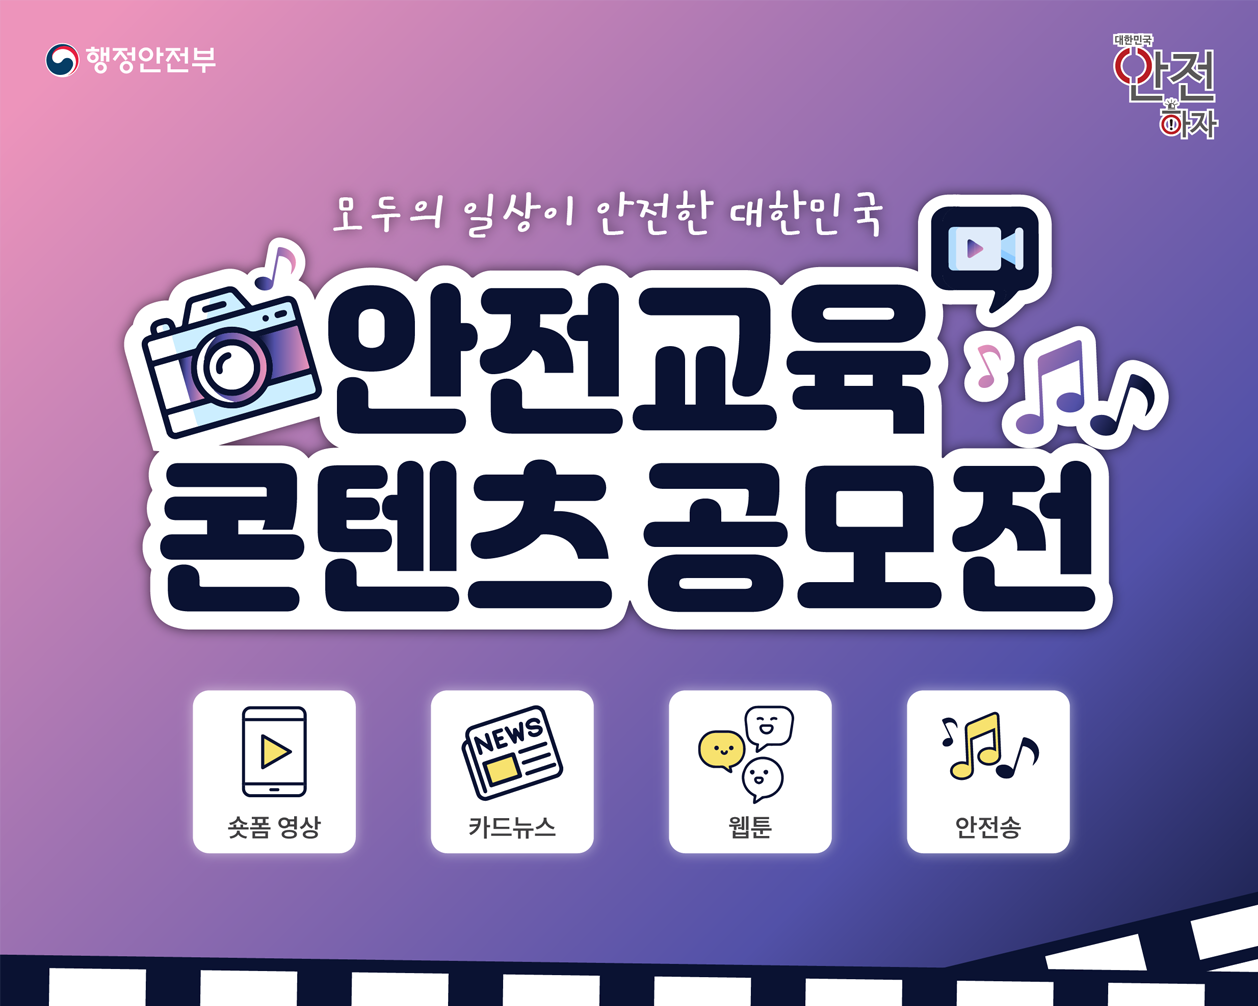 행정안전부
대한민국
안전
하자
모두의 일상이 안전한 대한민국
안전교육
콘텐츠 공모전
NEWS
숏폼 영상
카드뉴스
웹툰
안전송